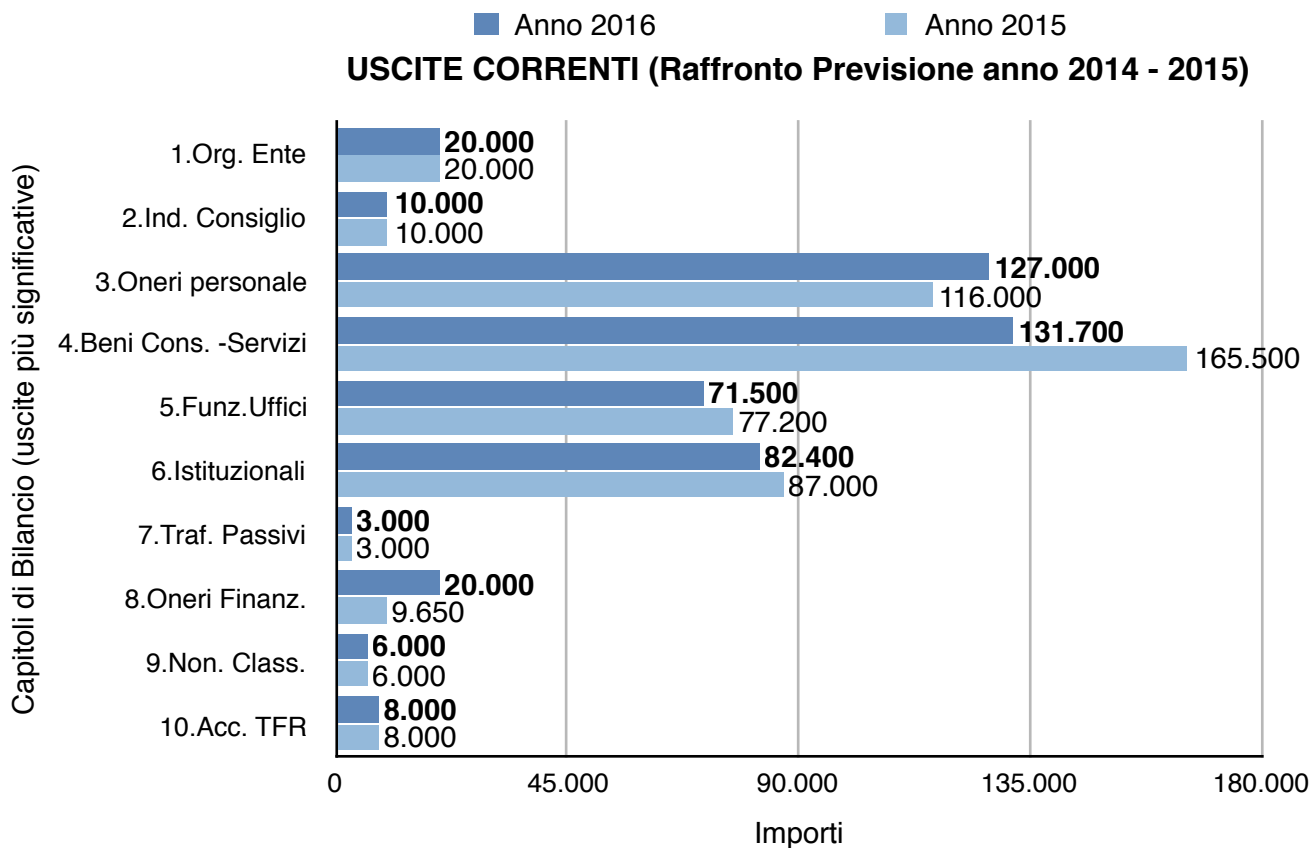 Anno 2016 Anno 2015
USCITE CORRENTI (Raffronto Previsione anno 2014 - 2015)
Capitoli di Bilancio (uscite più significative)
1.Org. Ente 20.000
20.000
2.Ind. Consiglio 10.000
10.000
3.Oneri personale 127.000
116.000
4.Beni Cons. -Servizi 131.700
165.500
5.Funz.Uffici 71.500
77.200
6.Istituzionali 82.400
87.000
7.Traf. Passivi 3.000
3.000
8.Oneri Finanz. 20.000
9.650
9.Non. Class. 6.000
6.000
10.Acc. TFR 8.000
8.000
0 45.000 90.000 135.000 180.000
Importi